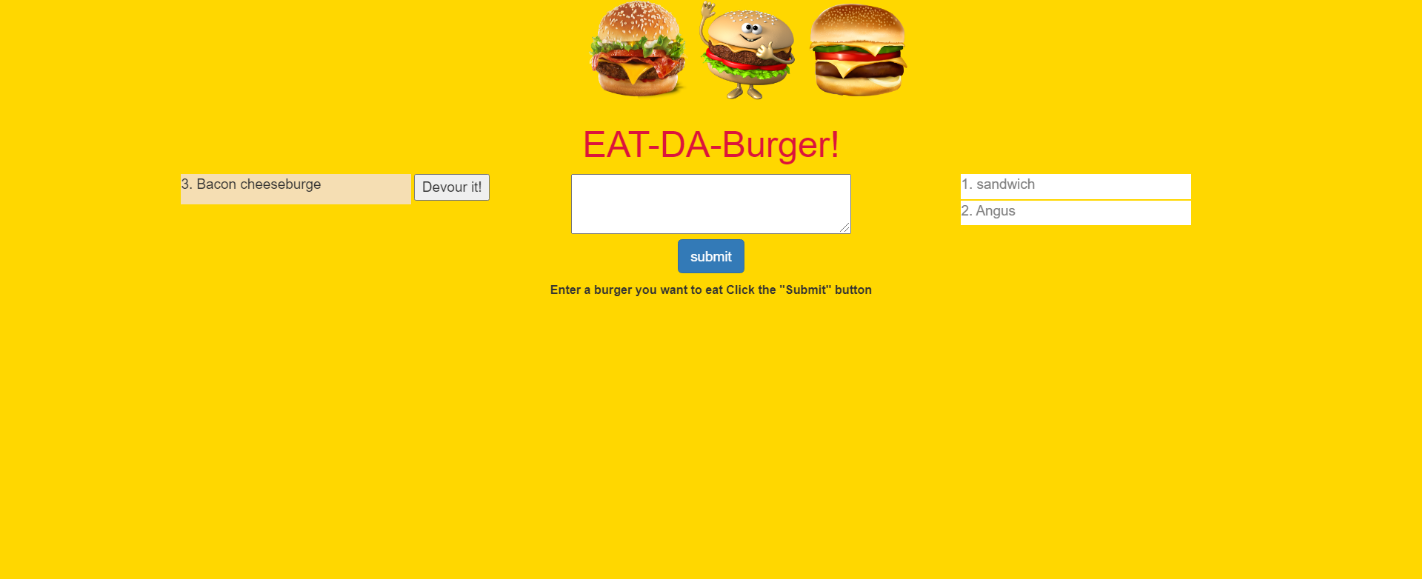 EAT-DA-Burger!
3. Bacon cheeseburge
Devour it!
submit
Enter a burger you want to eat Click the "Submit" button
1. sandwich
2. Angus